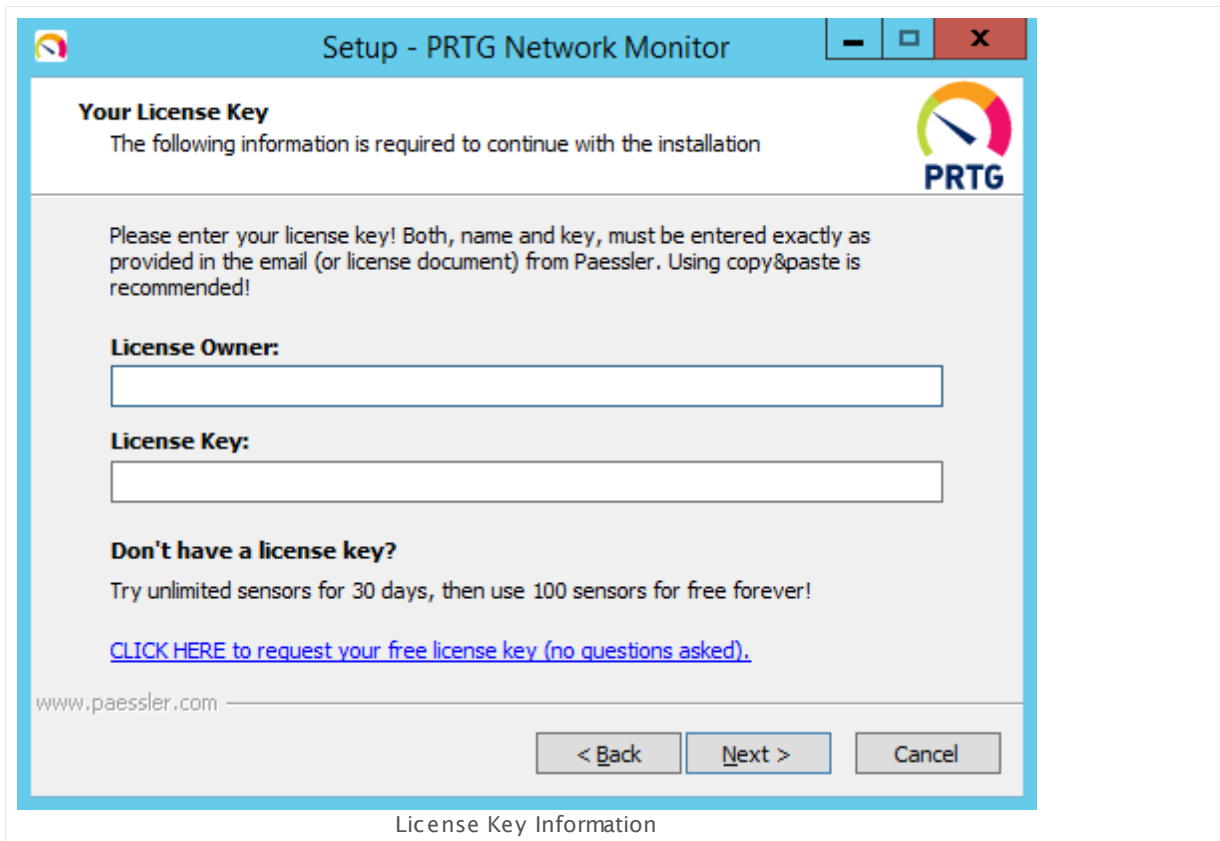 Setup - PRTG Network Monitor
Your License Key
The following information is required to continue with the installation
PRTG
Please enter your license key! Both, name and key, must be entered exactly as
provided in the email (or license document) from Paessler. Using copy&paste is
recommended!
License Owner:
License Key:
Don't have a license key?
Try unlimited sensors for 30 days, then use 100 sensors for free forever!
CLICK HERE to request your free license key (no questions asked).
www.paessler.com
< Back
Next >
Cancel
License Key Information